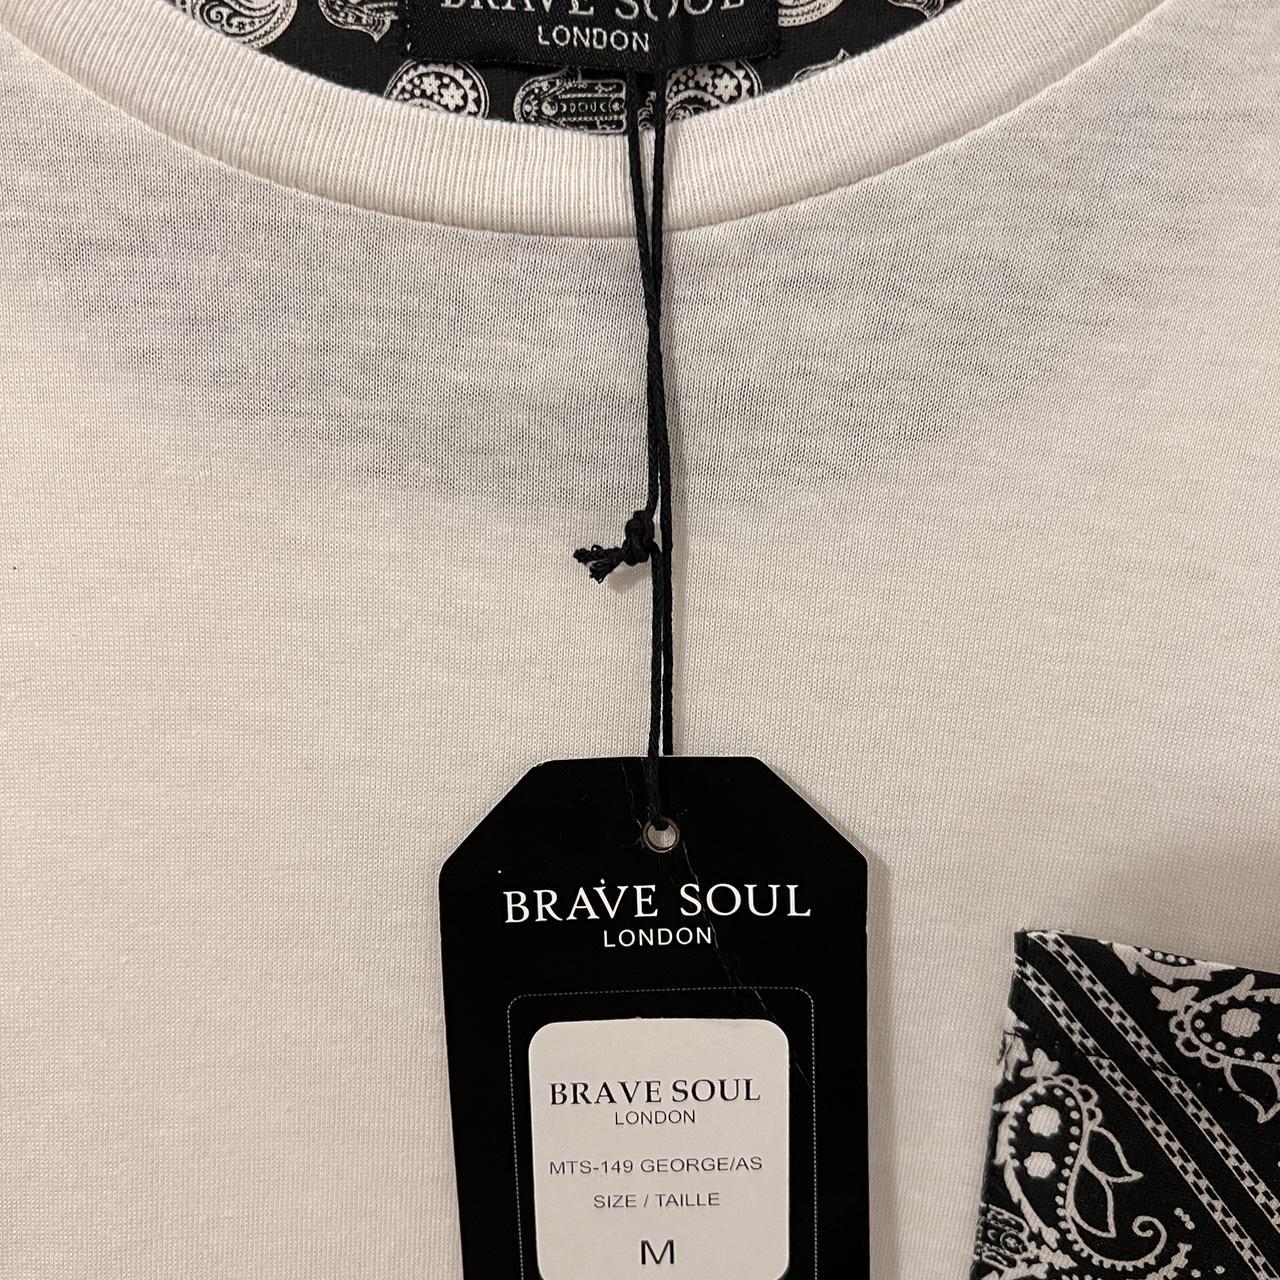 BRAVE SOUL
LONDON
BRAVE SOUL
LONDON
BRAVE SOUL
LONDON
MTS-149 GEORGE/AS
SIZE / TAILLE
M